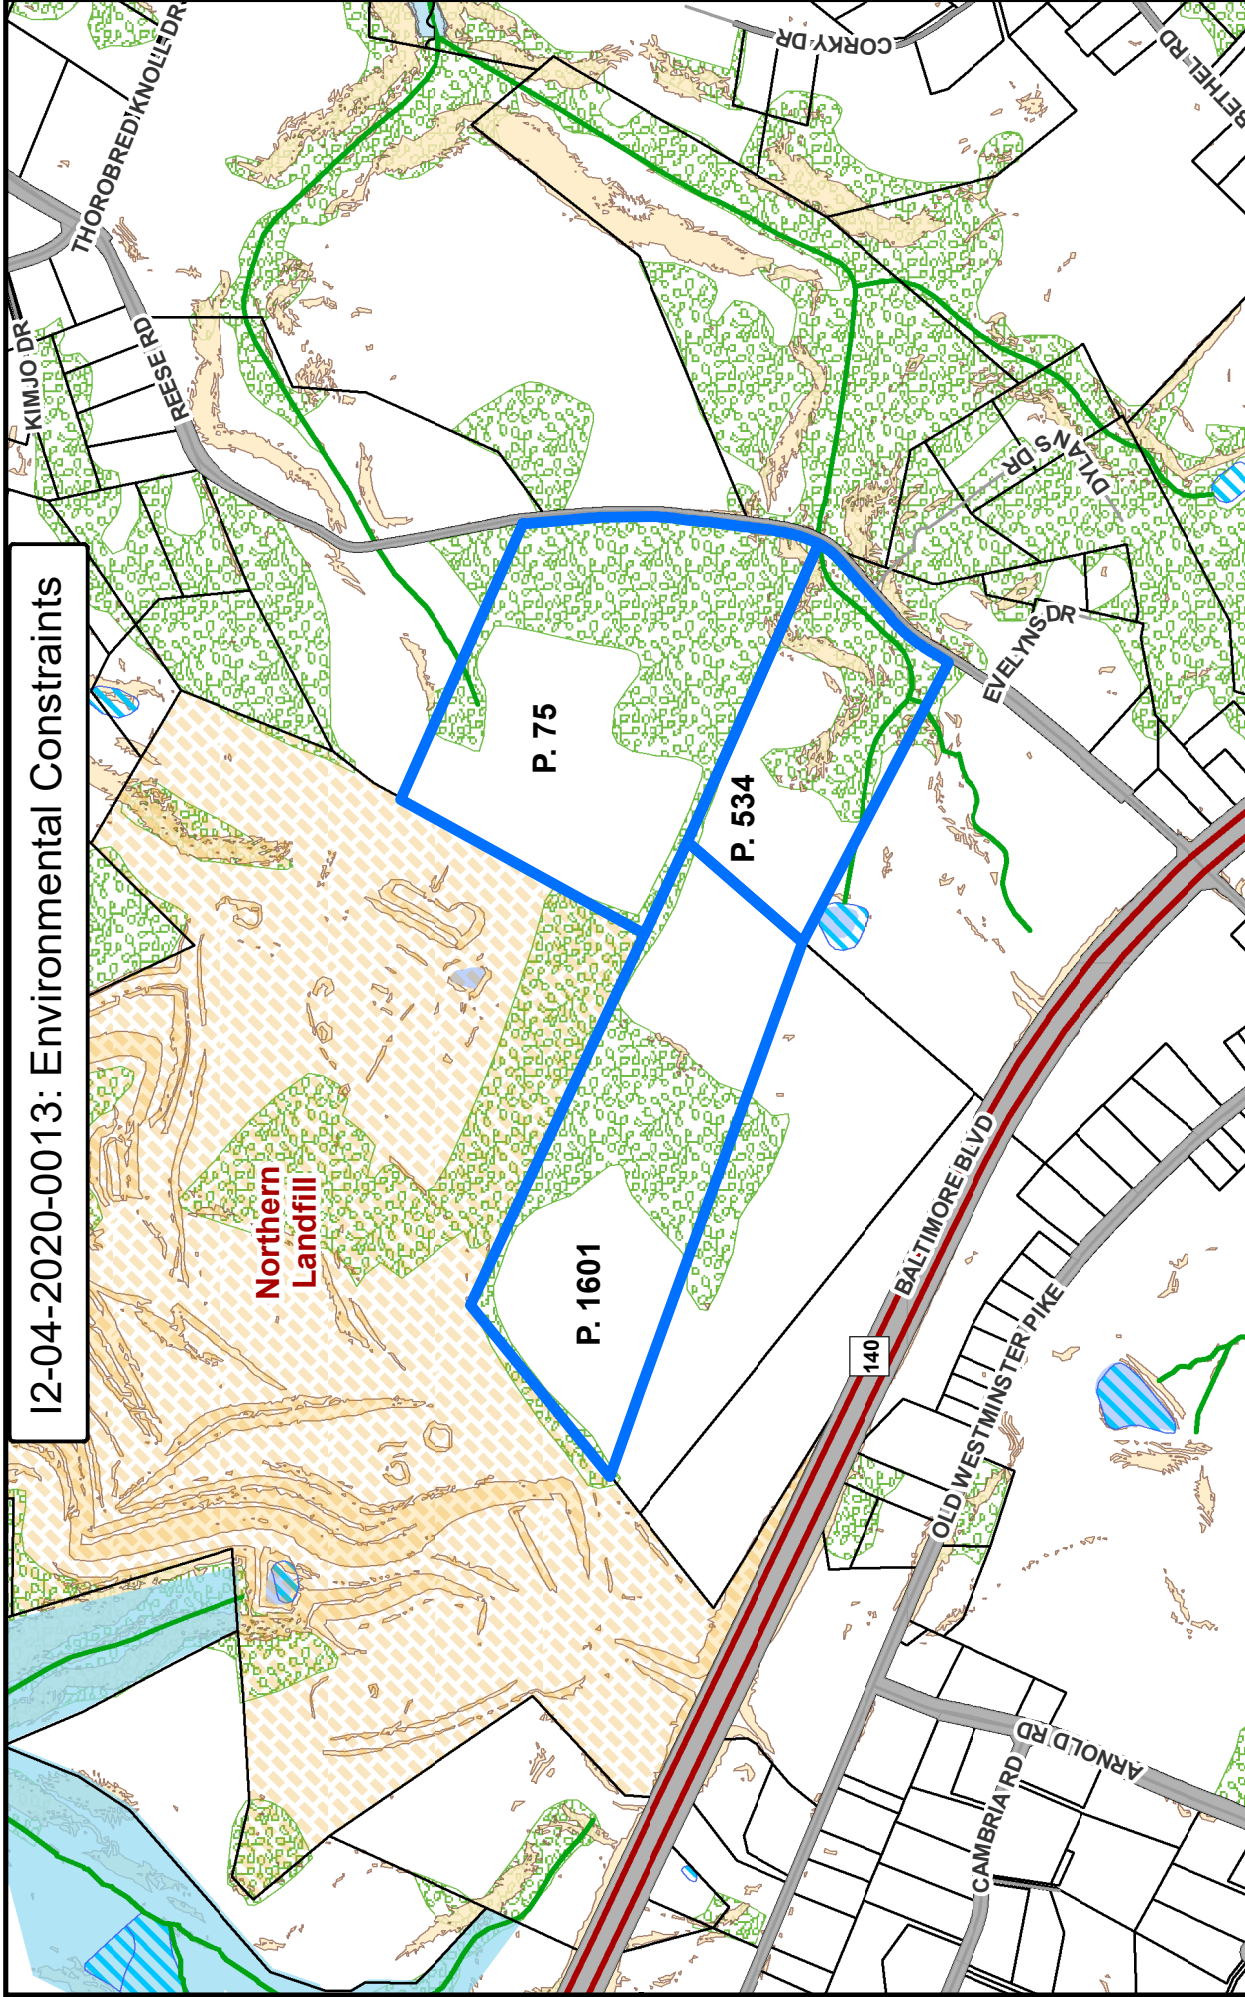 I2-04-2020-0013: Environmental Constraints
THOROBRED KNOLL DR
KIMJO DR
REESE RD
CORKY DR
BETHEL RD
DYLAN'S DR
EVELYNS DR
P. 75
P. 534
P. 1601
Northern
Landfill
BALTIMORE BLVD
140
OLD WESTMINSTER PIKE
ARNOLD RD
CAMBRIA RD